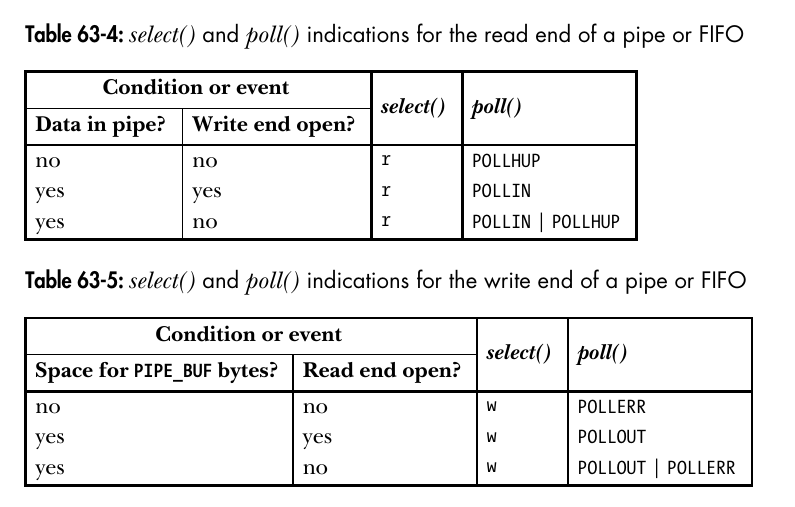 Table 63-4: select() and poll() indications for the read end of a pipe or FIFO
Condition or event select() poll()
Data in pipe? Write end open?
no no r POLLHUP
yes yes r POLLIN
yes no r POLLIN | POLLHUP
Table 63-5: select() and poll() indications for the write end of a pipe or FIFO
Condition or event select() poll()
Space for PIPE_BUF bytes? Read end open?
no no w POLLERR
yes yes w POLLOUT
yes no w POLLOUT | POLLERR